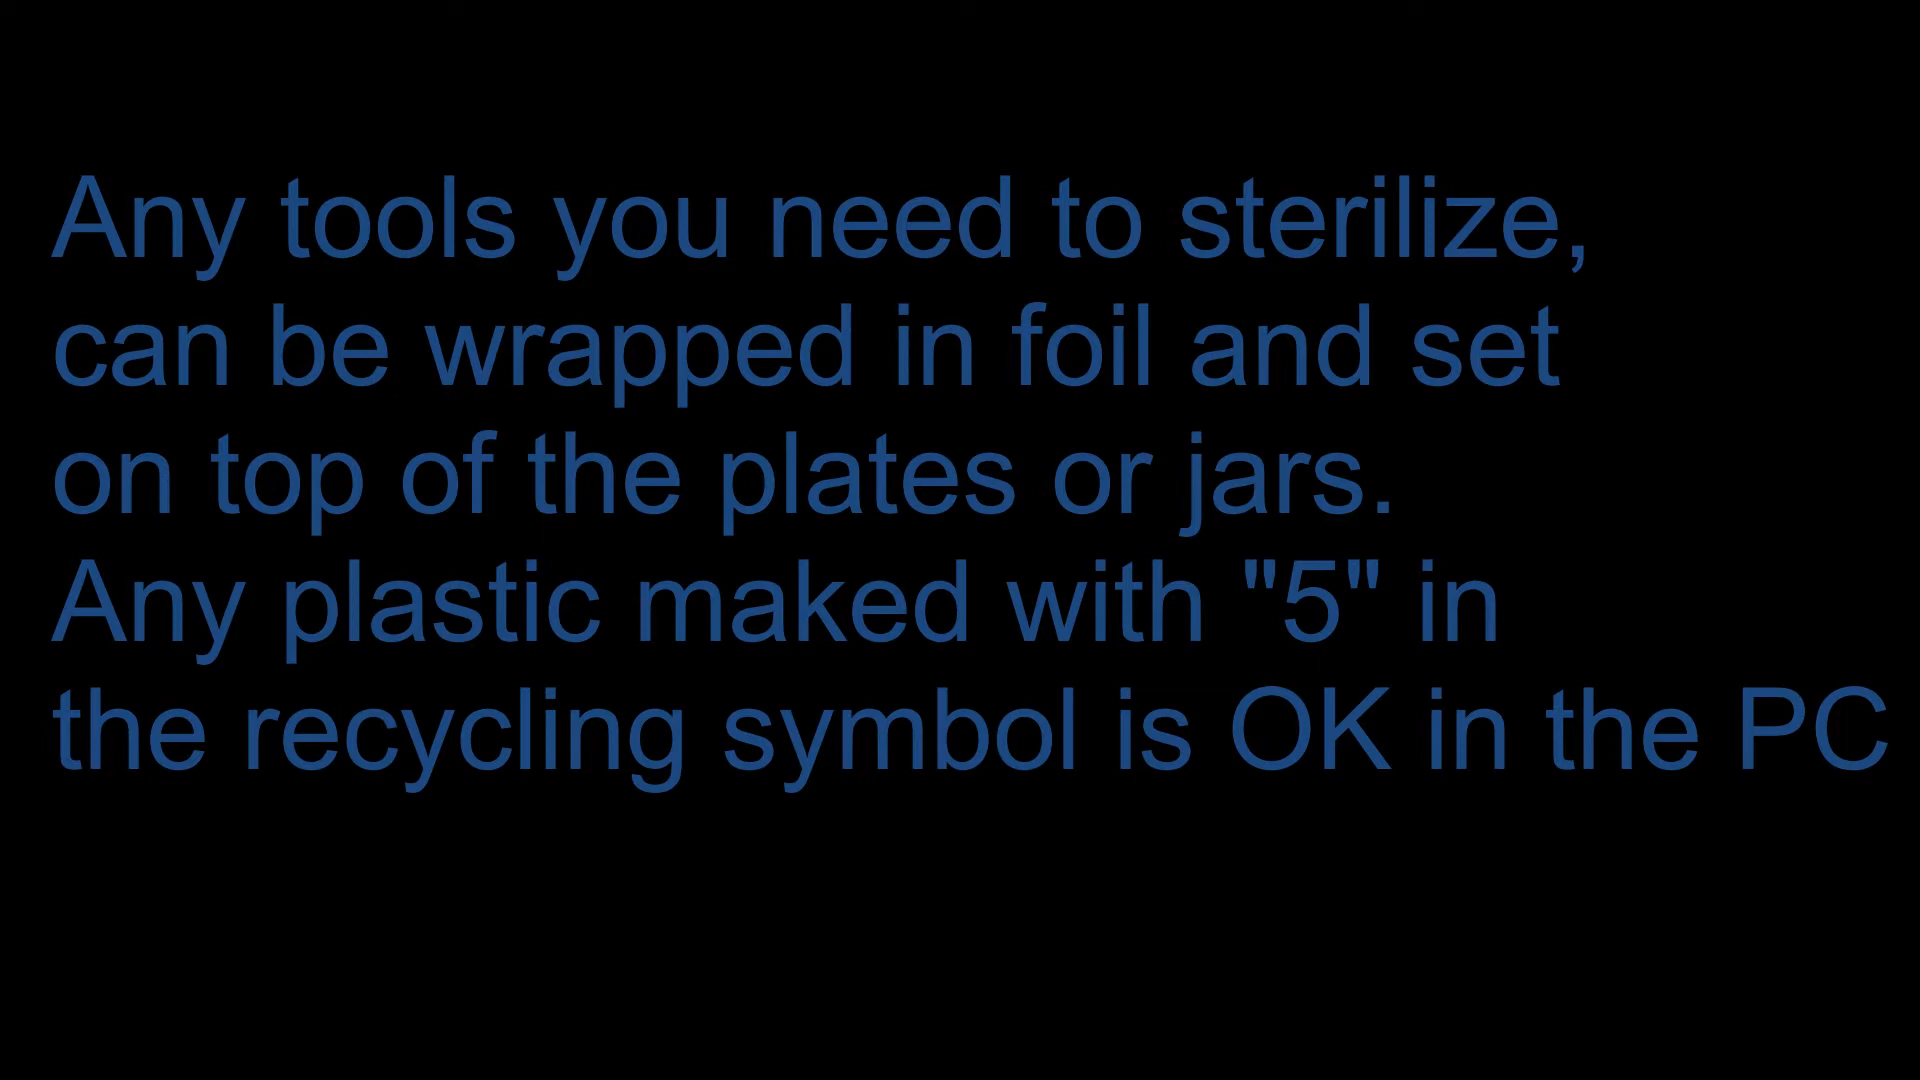 Any tools you need to sterilize,
can be wrapped in foil and set
on top of the plates or jars.
Any plastic maked with "5" in
the recycling symbol is OK in the PC